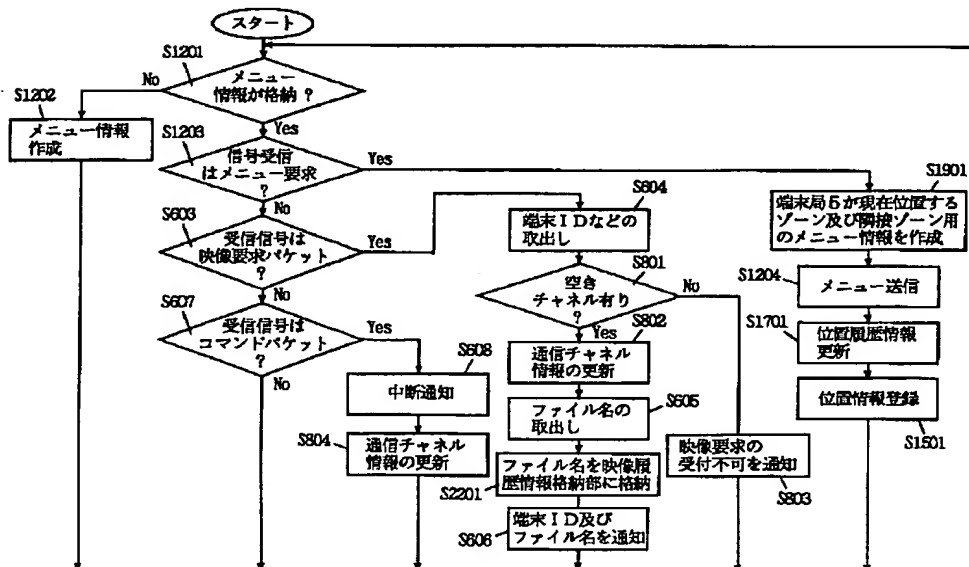 スタート
S1201
メニュー
情報が格納？
No
Yes
S1202
メニュー情報
作成
S1203
信号受信
はメニュー要求
？
Yes
No
S1901
端末局５が現在位置する
ゾーン及び隣接ゾーン用
のメニュー情報を作成
S603
受信信号は
映像要求パケット
？
Yes
No
S604
端末ＩＤなどの
取出し
S801
空き
チャネル有り
？
No
Yes
S1204
メニュー送信
S607
受信信号は
コマンドパケット
？
Yes
No
S802
通信チャネル
情報の更新
S1701
位置履歴情報
更新
S608
中断通知
S605
ファイル名の
取出し
位置情報登録
S1501
S804
通信チャネル
情報の更新
ファイル名を映像履
歴情報格納部に格納
S2201
映像要求の
受付不可を通知
S803
端末ＩＤ及び
ファイル名を通知
S606